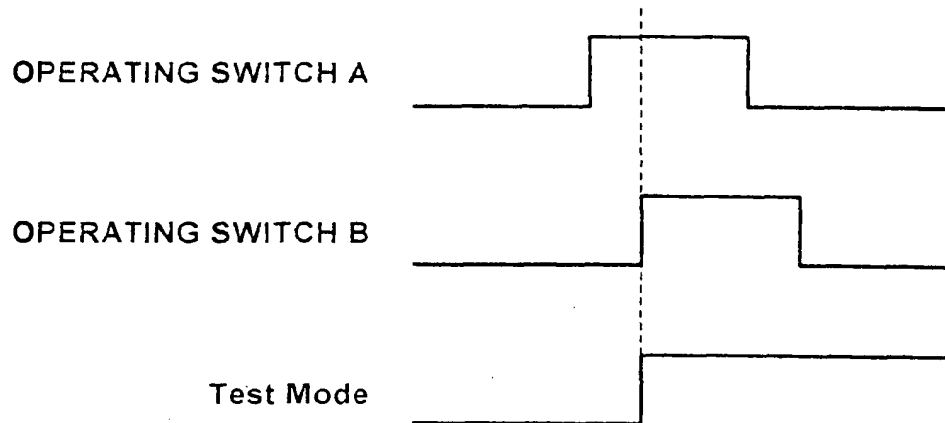 OPERATING SWITCH A
OPERATING SWITCH B
Test Mode